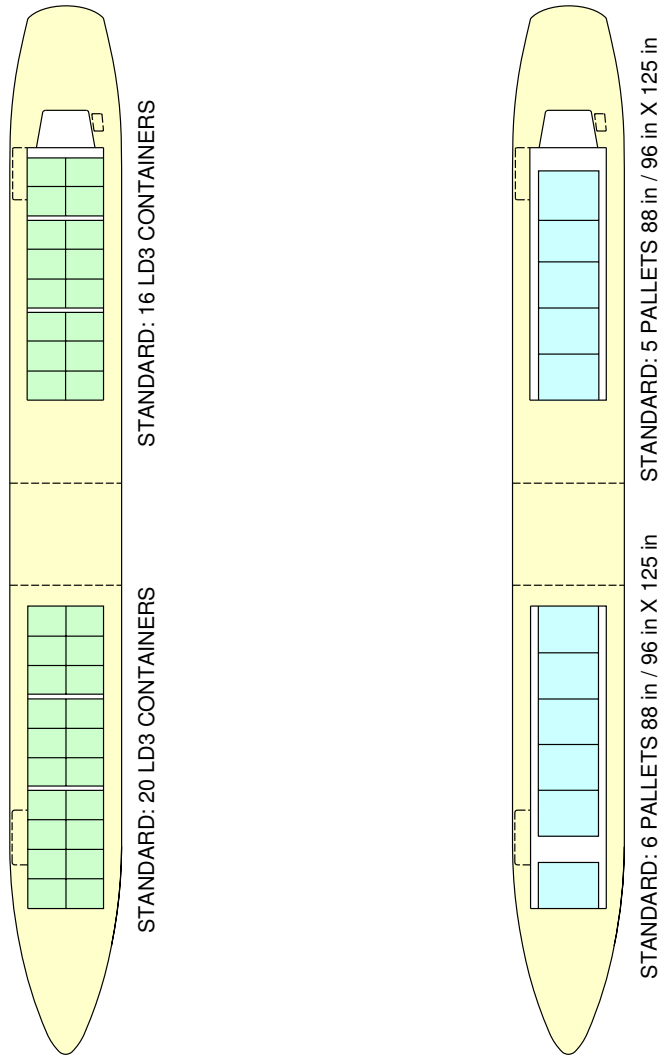 STANDARD: 16 LD3 CONTAINERS
STANDARD: 20 LD3 CONTAINERS
STANDARD: 5 PALLETS 88 in / 96 in X 125 in
STANDARD: 6 PALLETS 88 in / 96 in X 125 in